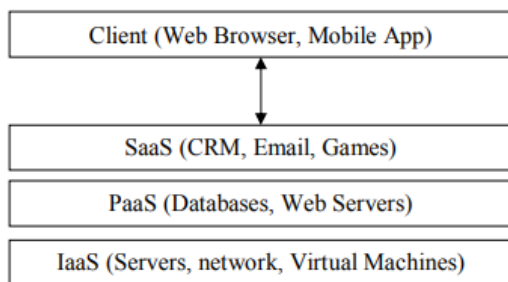 Client (Web Browser, Mobile App)
SaaS (CRM, Email, Games)
PaaS (Databases, Web Servers)
IaaS (Servers, network, Virtual Machines)